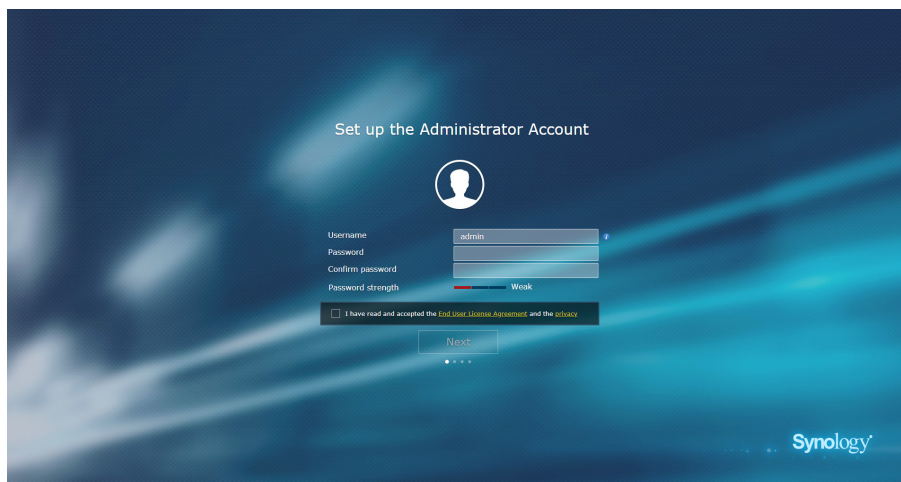 Set up the Administrator Account
Username admin
Password
Confirm password
Password strength Weak
I have read and accepted the End User License Agreement and the privacy
Next
Synology